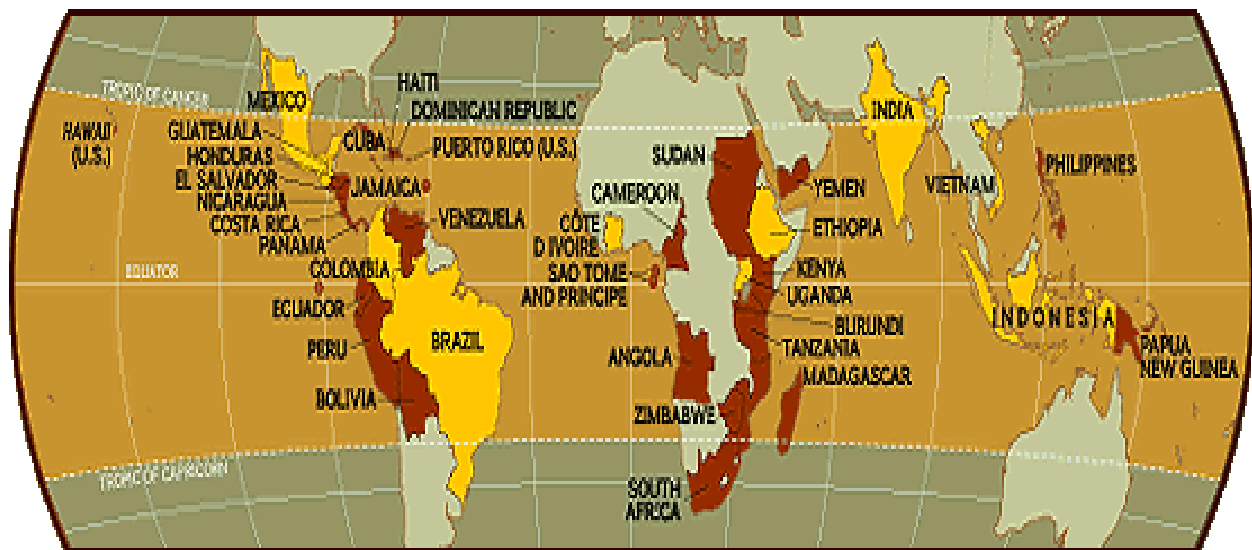 HAITI
DOMINICAN REPUBLIC
TROPIC OF CANCER
MEXICO
HAWAII
(U.S.)
GUATEMALA
CUBA
PUERTO RICO (U.S.)
HONDURAS
EL SALVADOR
JAMAICA
NICARAGUA
COSTA RICA
VENEZUELA
PANAMA
COLOMBIA
EQUATOR
ECUADOR
PERU
BRAZIL
BOLIVIA
TROPIC OF CAPRICORN
SUDAN
CAMEROON
CÔTE
D IVOIRE
SAO TOME
AND PRINCIPE
ANGOLA
ZIMBABWE
SOUTH
AFRICA
YEMEN
ETHIOPIA
KENYA
UGANDA
BURUNDI
TANZANIA
MADAGASCAR
INDIA
VIETNAM
PHILIPPINES
INDONESIA
PAPUA
NEW GUINEA